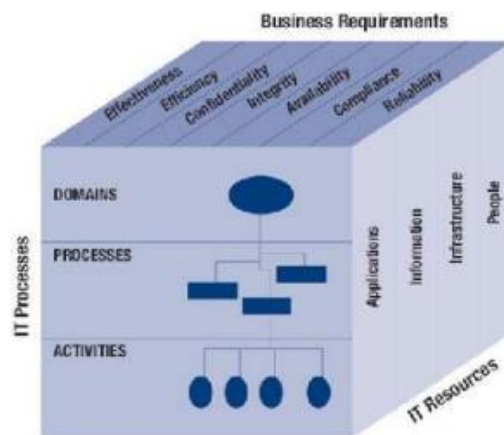 Business Requirements
Effectiveness
Efficiency
Confidentiality
Integrity
Availability
Compliance
Reliability
IT Processes
DOMAINS
PROCESSES
ACTIVITIES
Applications
Information
Infrastructure
People
IT Resources